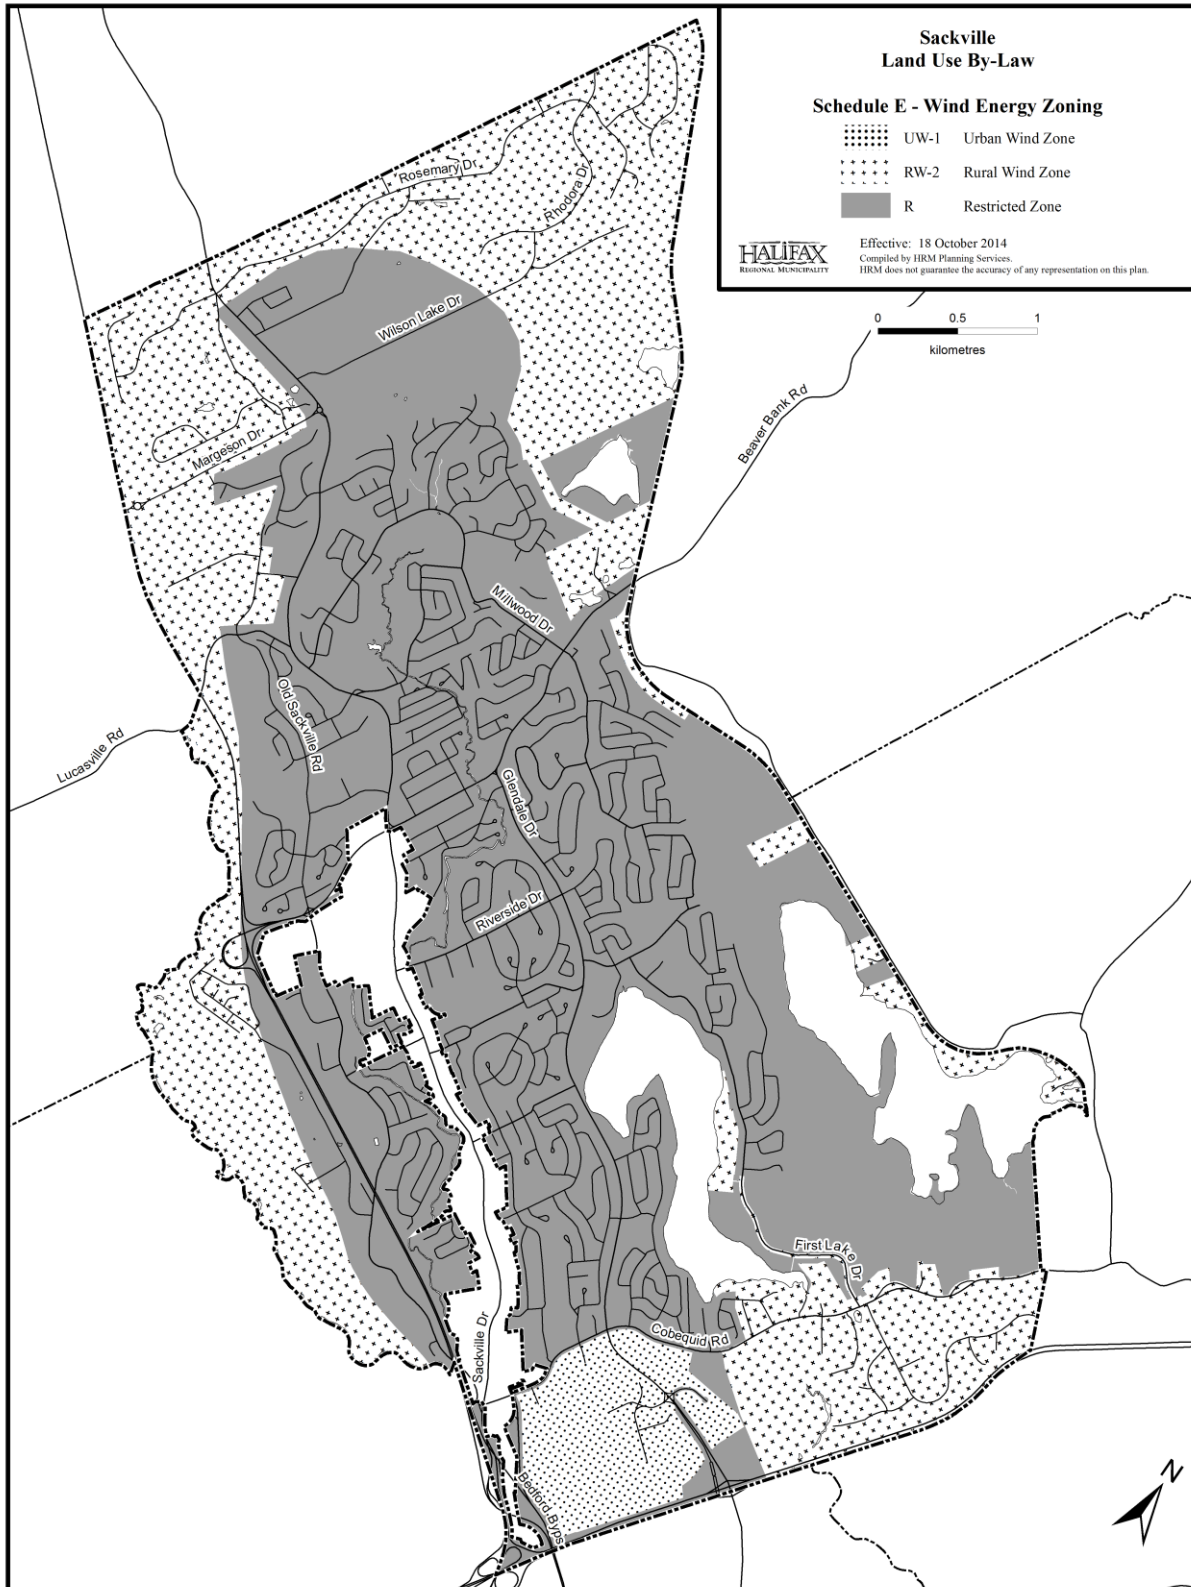 Sackville
Land Use By-Law
Schedule E - Wind Energy Zoning
UW-1 Urban Wind Zone
RW-2 Rural Wind Zone
R Restricted Zone
HALIFAX
REGIONAL MUNICIPALITY
Effective: 18 October 2014
Compiled by HRM Planning Services.
HRM does not guarantee the accuracy of any representation on this plan.
0 0.5 1
kilometres
Rosemary Dr
Rhodora Dr
Wilson Lake Dr
Beaver Bank Rd
Margeson Dr
Millwood Dr
Old Sackville Rd
Lucasville Rd
Glendale Dr
Riverside Dr
First Lake Dr
Cobequid Rd
Sackville Dr
Bedford Byps
N